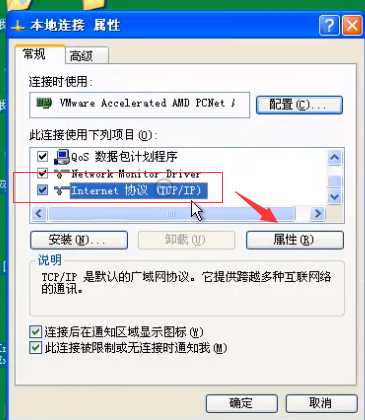 本地连接 属性
常规
高级
连接时使用:
VMware Accelerated AMD PCNet
配置(C)...
此连接使用下列项目(O):
QoS 数据包计划程序
Network Monitor Driver
Internet 协议 (TCP/IP)
安装(N)...
卸载(U)
属性(R)
说明
TCP/IP 是默认的广域网协议。它提供跨越多种互联网络
的通讯。
连接后在通知区域显示图标(W)
此连接被限制或无连接时通知我(M)
确定
取消